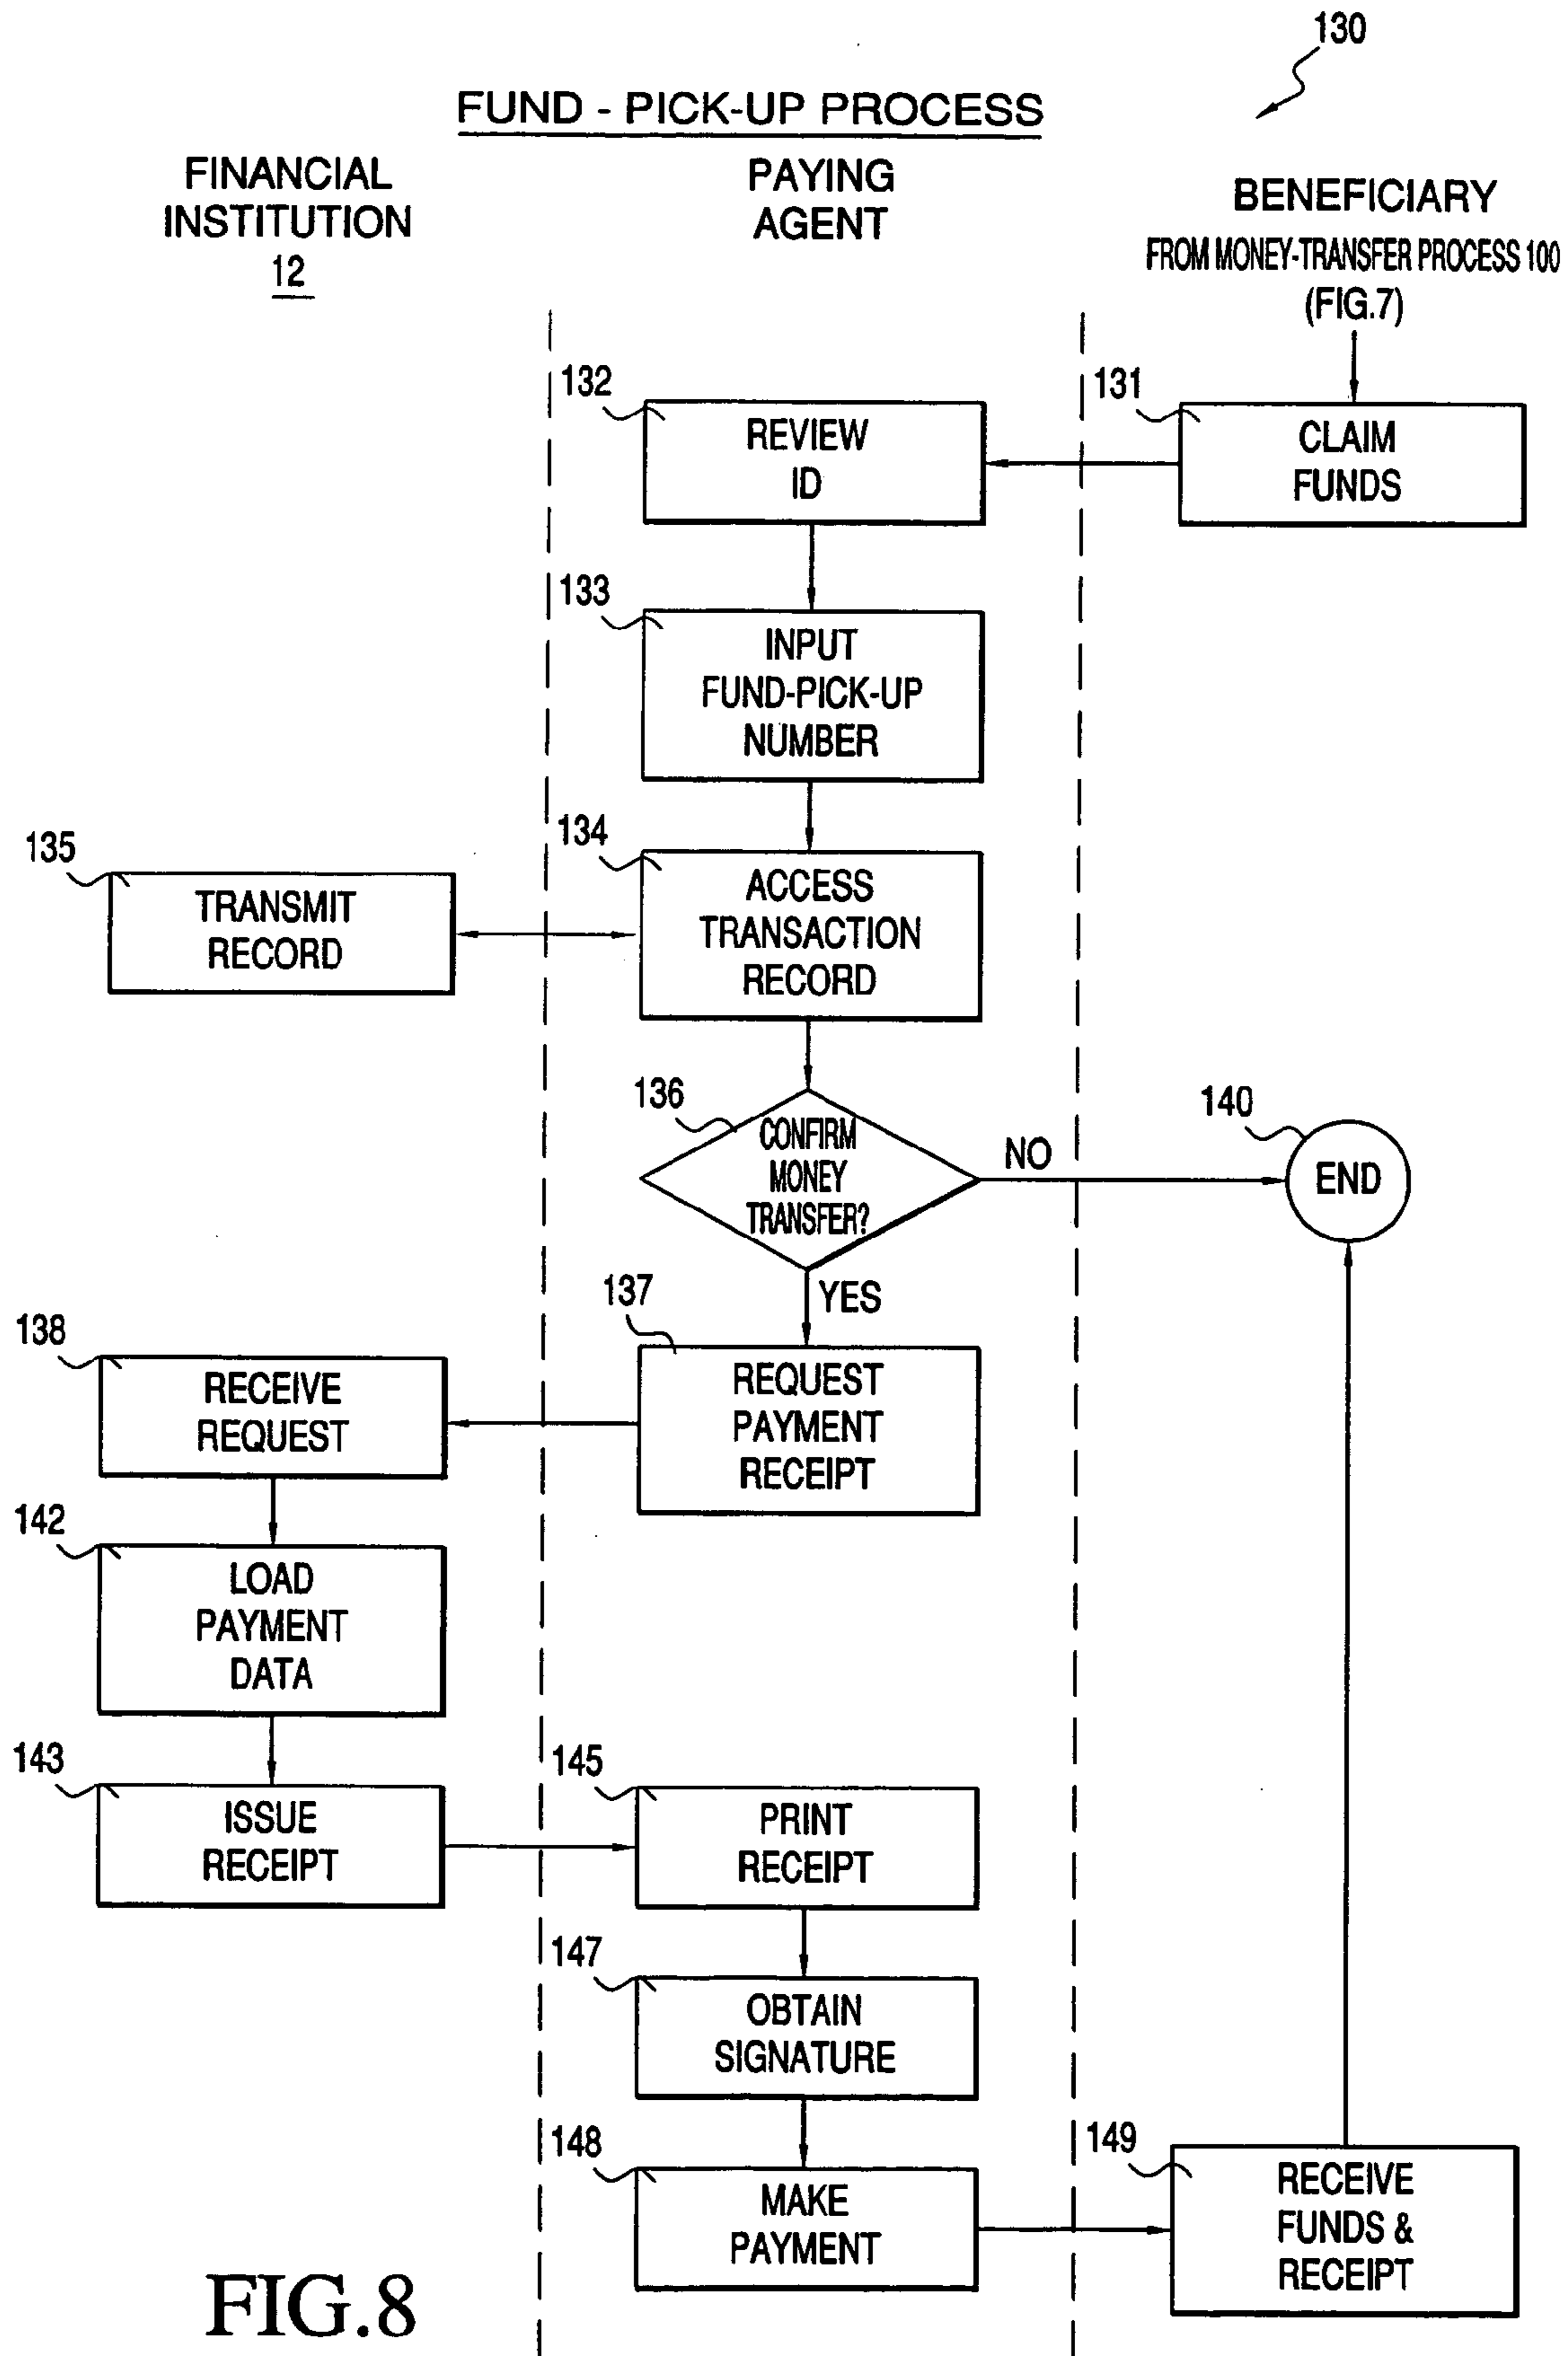 130
FUND - PICK-UP PROCESS
FINANCIAL
INSTITUTION
12
PAYING
AGENT
BENEFICIARY
FROM MONEY-TRANSFER PROCESS 100
(FIG.7)
132
REVIEW
ID
131
CLAIM
FUNDS
133
INPUT
FUND-PICK-UP
NUMBER
135
TRANSMIT
RECORD
134
ACCESS
TRANSACTION
RECORD
136
CONFIRM
MONEY
TRANSFER?
NO
140
END
YES
137
REQUEST
PAYMENT
RECEIPT
138
RECEIVE
REQUEST
142
LOAD
PAYMENT
DATA
143
ISSUE
RECEIPT
145
PRINT
RECEIPT
147
OBTAIN
SIGNATURE
148
MAKE
PAYMENT
149
RECEIVE
FUNDS &
RECEIPT
FIG.8